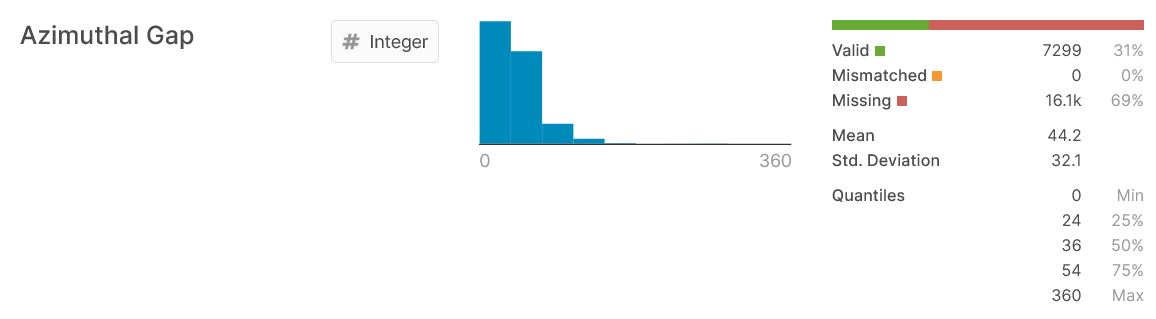 Azimuthal Gap
# Integer
0 360
Valid 7299 31%
Mismatched 0 0%
Missing 16.1k 69%
Mean 44.2
Std. Deviation 32.1
Quantiles 0 Min
24 25%
36 50%
54 75%
360 Max